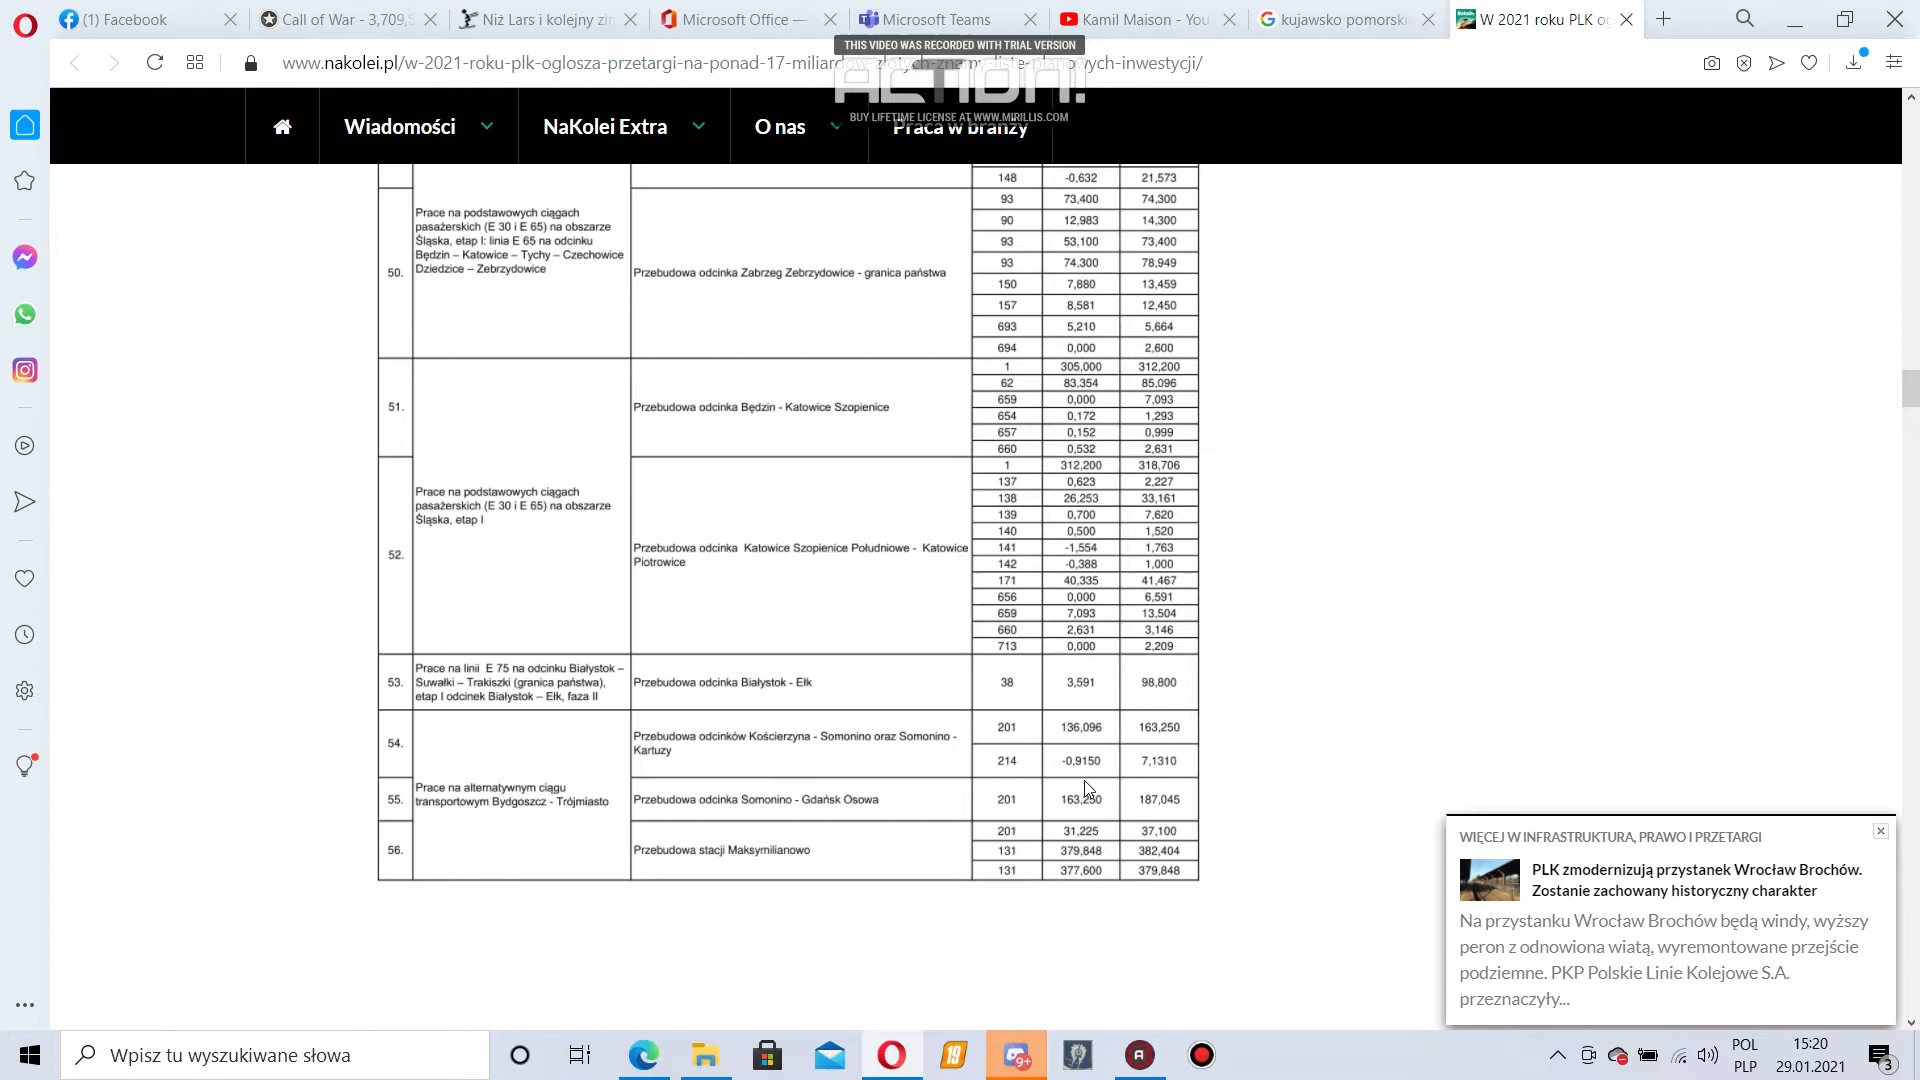 (1) Facebook
Call of War - 3,709,5
Niż Lars i kolejny zim
Microsoft Office —
Microsoft Teams
Kamil Maison - You
kujawsko pomorski
W 2021 roku PLK og
THIS VIDEO WAS RECORDED WITH TRIAL VERSION
www.nakolei.pl/w-2021-roku-plk-oglosza-przetargi-na-ponad-17-miliardow-zlotych-znamy-liste-planowych-inwestycji/
ACTION!
BUY LIFETIME LICENSE AT WWW.MIRILLIS.COM
Wiadomości
NaKolei Extra
O nas
Praca w branży
148 -0,632 21,573
50.
Prace na podstawowych ciągach
pasażerskich (E 30 i E 65) na obszarze
Śląska, etap I: linia E 65 na odcinku
Będzin – Katowice – Tychy – Czechowice
Dziedzice – Zebrzydowice
Przebudowa odcinka Zabrzeg Zebrzydowice - granica państwa
93 73,400 74,300
90 12,983 14,300
93 53,100 73,400
93 74,300 78,949
150 7,880 13,459
157 8,581 12,450
693 5,210 5,664
694 0,000 2,600
51.
Przebudowa odcinka Będzin - Katowice Szopienice
1 305,000 312,200
62 83,354 85,096
659 0,000 7,093
654 0,172 1,293
657 0,152 0,999
660 0,532 2,631
Prace na podstawowych ciągach
pasażerskich (E 30 i E 65) na obszarze
Śląska, etap I
52.
Przebudowa odcinka Katowice Szopienice Południowe - Katowice
Piotrowice
1 312,200 318,706
137 0,623 2,227
138 26,253 33,161
139 0,700 7,620
140 0,500 1,520
141 -1,554 1,763
142 -0,388 1,000
171 40,335 41,467
656 0,000 6,591
659 7,093 13,504
660 2,631 3,146
713 0,000 2,209
53.
Prace na linii E 75 na odcinku Białystok –
Suwałki – Trakiszki (granica państwa),
etap I odcinek Białystok – Ełk, faza II
Przebudowa odcinka Białystok - Ełk
38 3,591 98,800
54.
Przebudowa odcinków Kościerzyna - Somonino oraz Somonino -
Kartuzy
201 136,096 163,250
214 -0,9150 7,1310
Prace na alternatywnym ciągu
transportowym Bydgoszcz - Trójmiasto
55.
Przebudowa odcinka Somonino - Gdańsk Osowa
201 163,250 187,045
56.
Przebudowa stacji Maksymilianowo
201 31,225 37,100
131 379,848 382,404
131 377,600 379,848
WIĘCEJ W INFRASTRUKTURA, PRAWO I PRZETARGI
PLK zmodernizują przystanek Wrocław Brochów.
Zostanie zachowany historyczny charakter
Na przystanku Wrocław Brochów będą windy, wyższy
peron z odnowiona wiatą, wyremontowane przejście
podziemne. PKP Polskie Linie Kolejowe S.A.
przeznaczyły...
Wpisz tu wyszukiwane słowa
19
9+
POL
PLP
15:20
29.01.2021
3